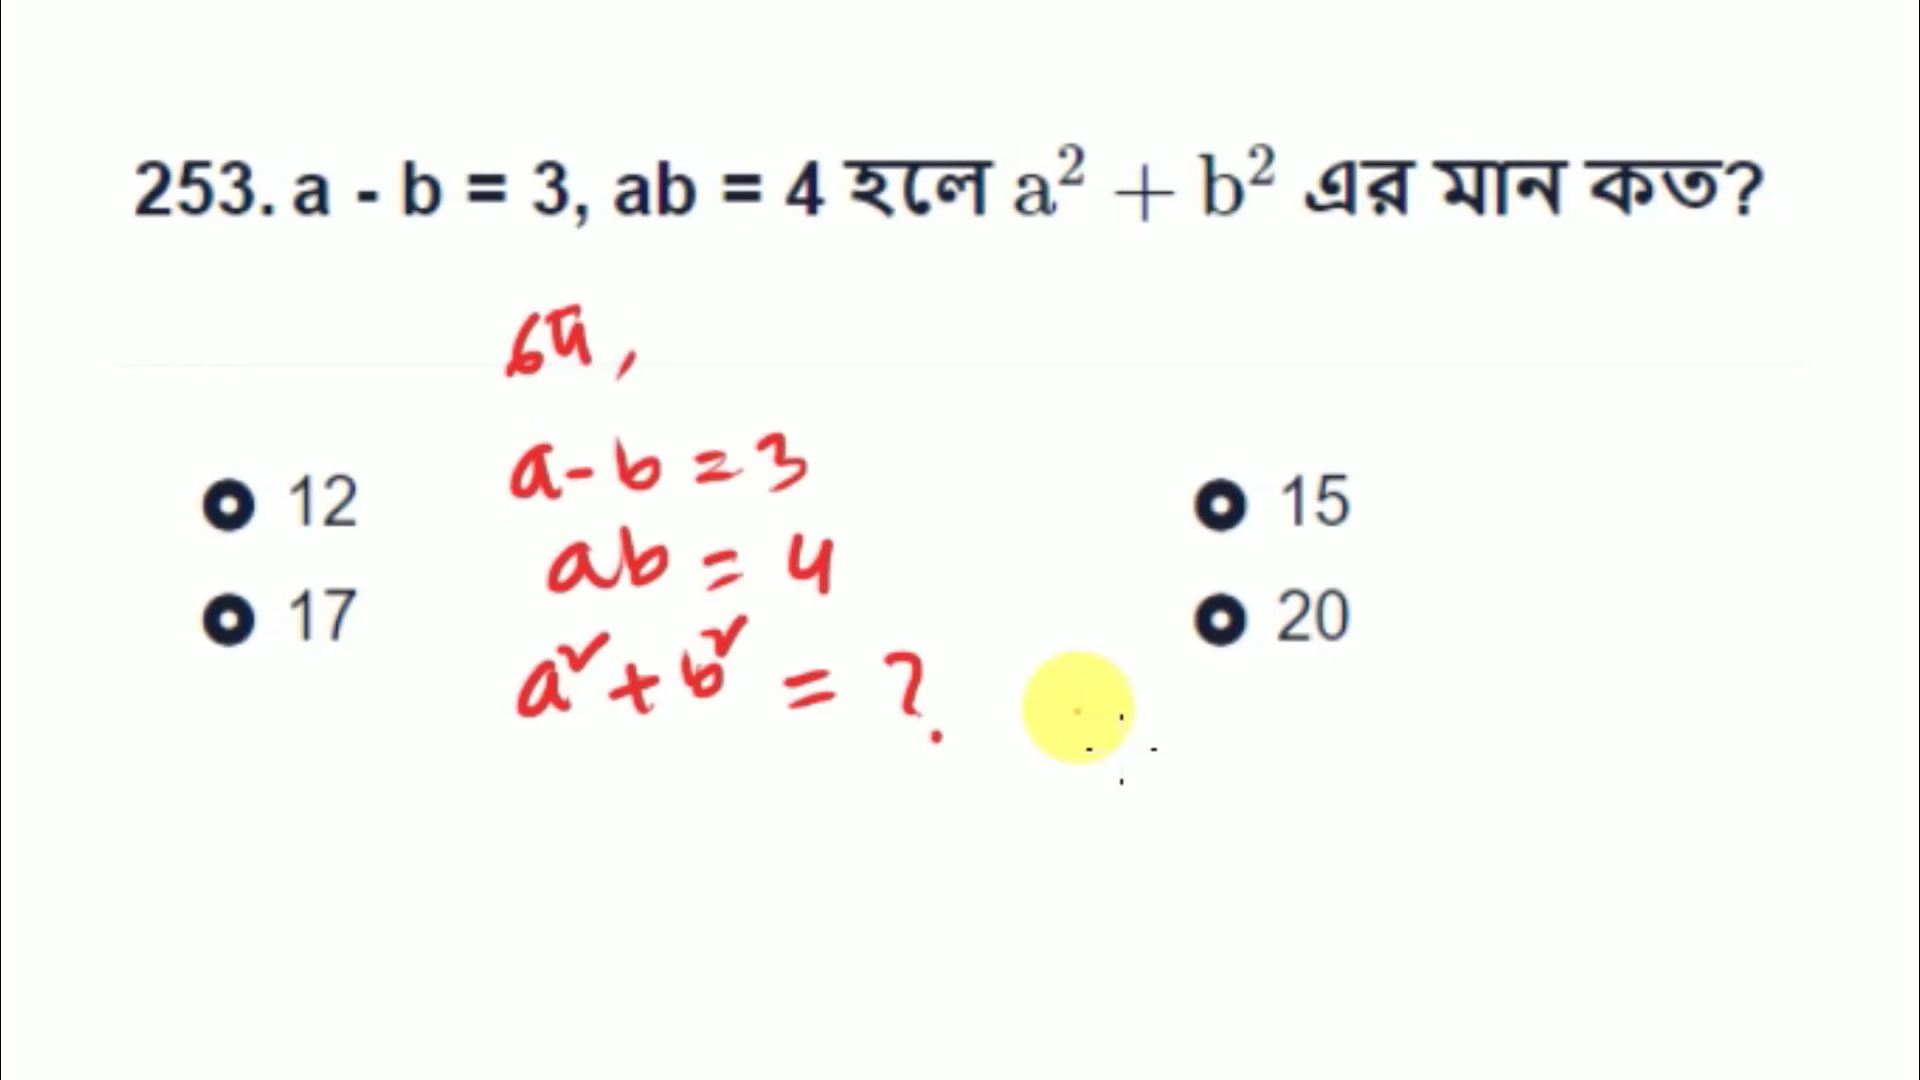 253. a - b = 3, ab = 4 হলে a² + b² এর মান কত?
দেয়,
a - b = 3
ab = 4
a² + b² = ?
12
15
17
20